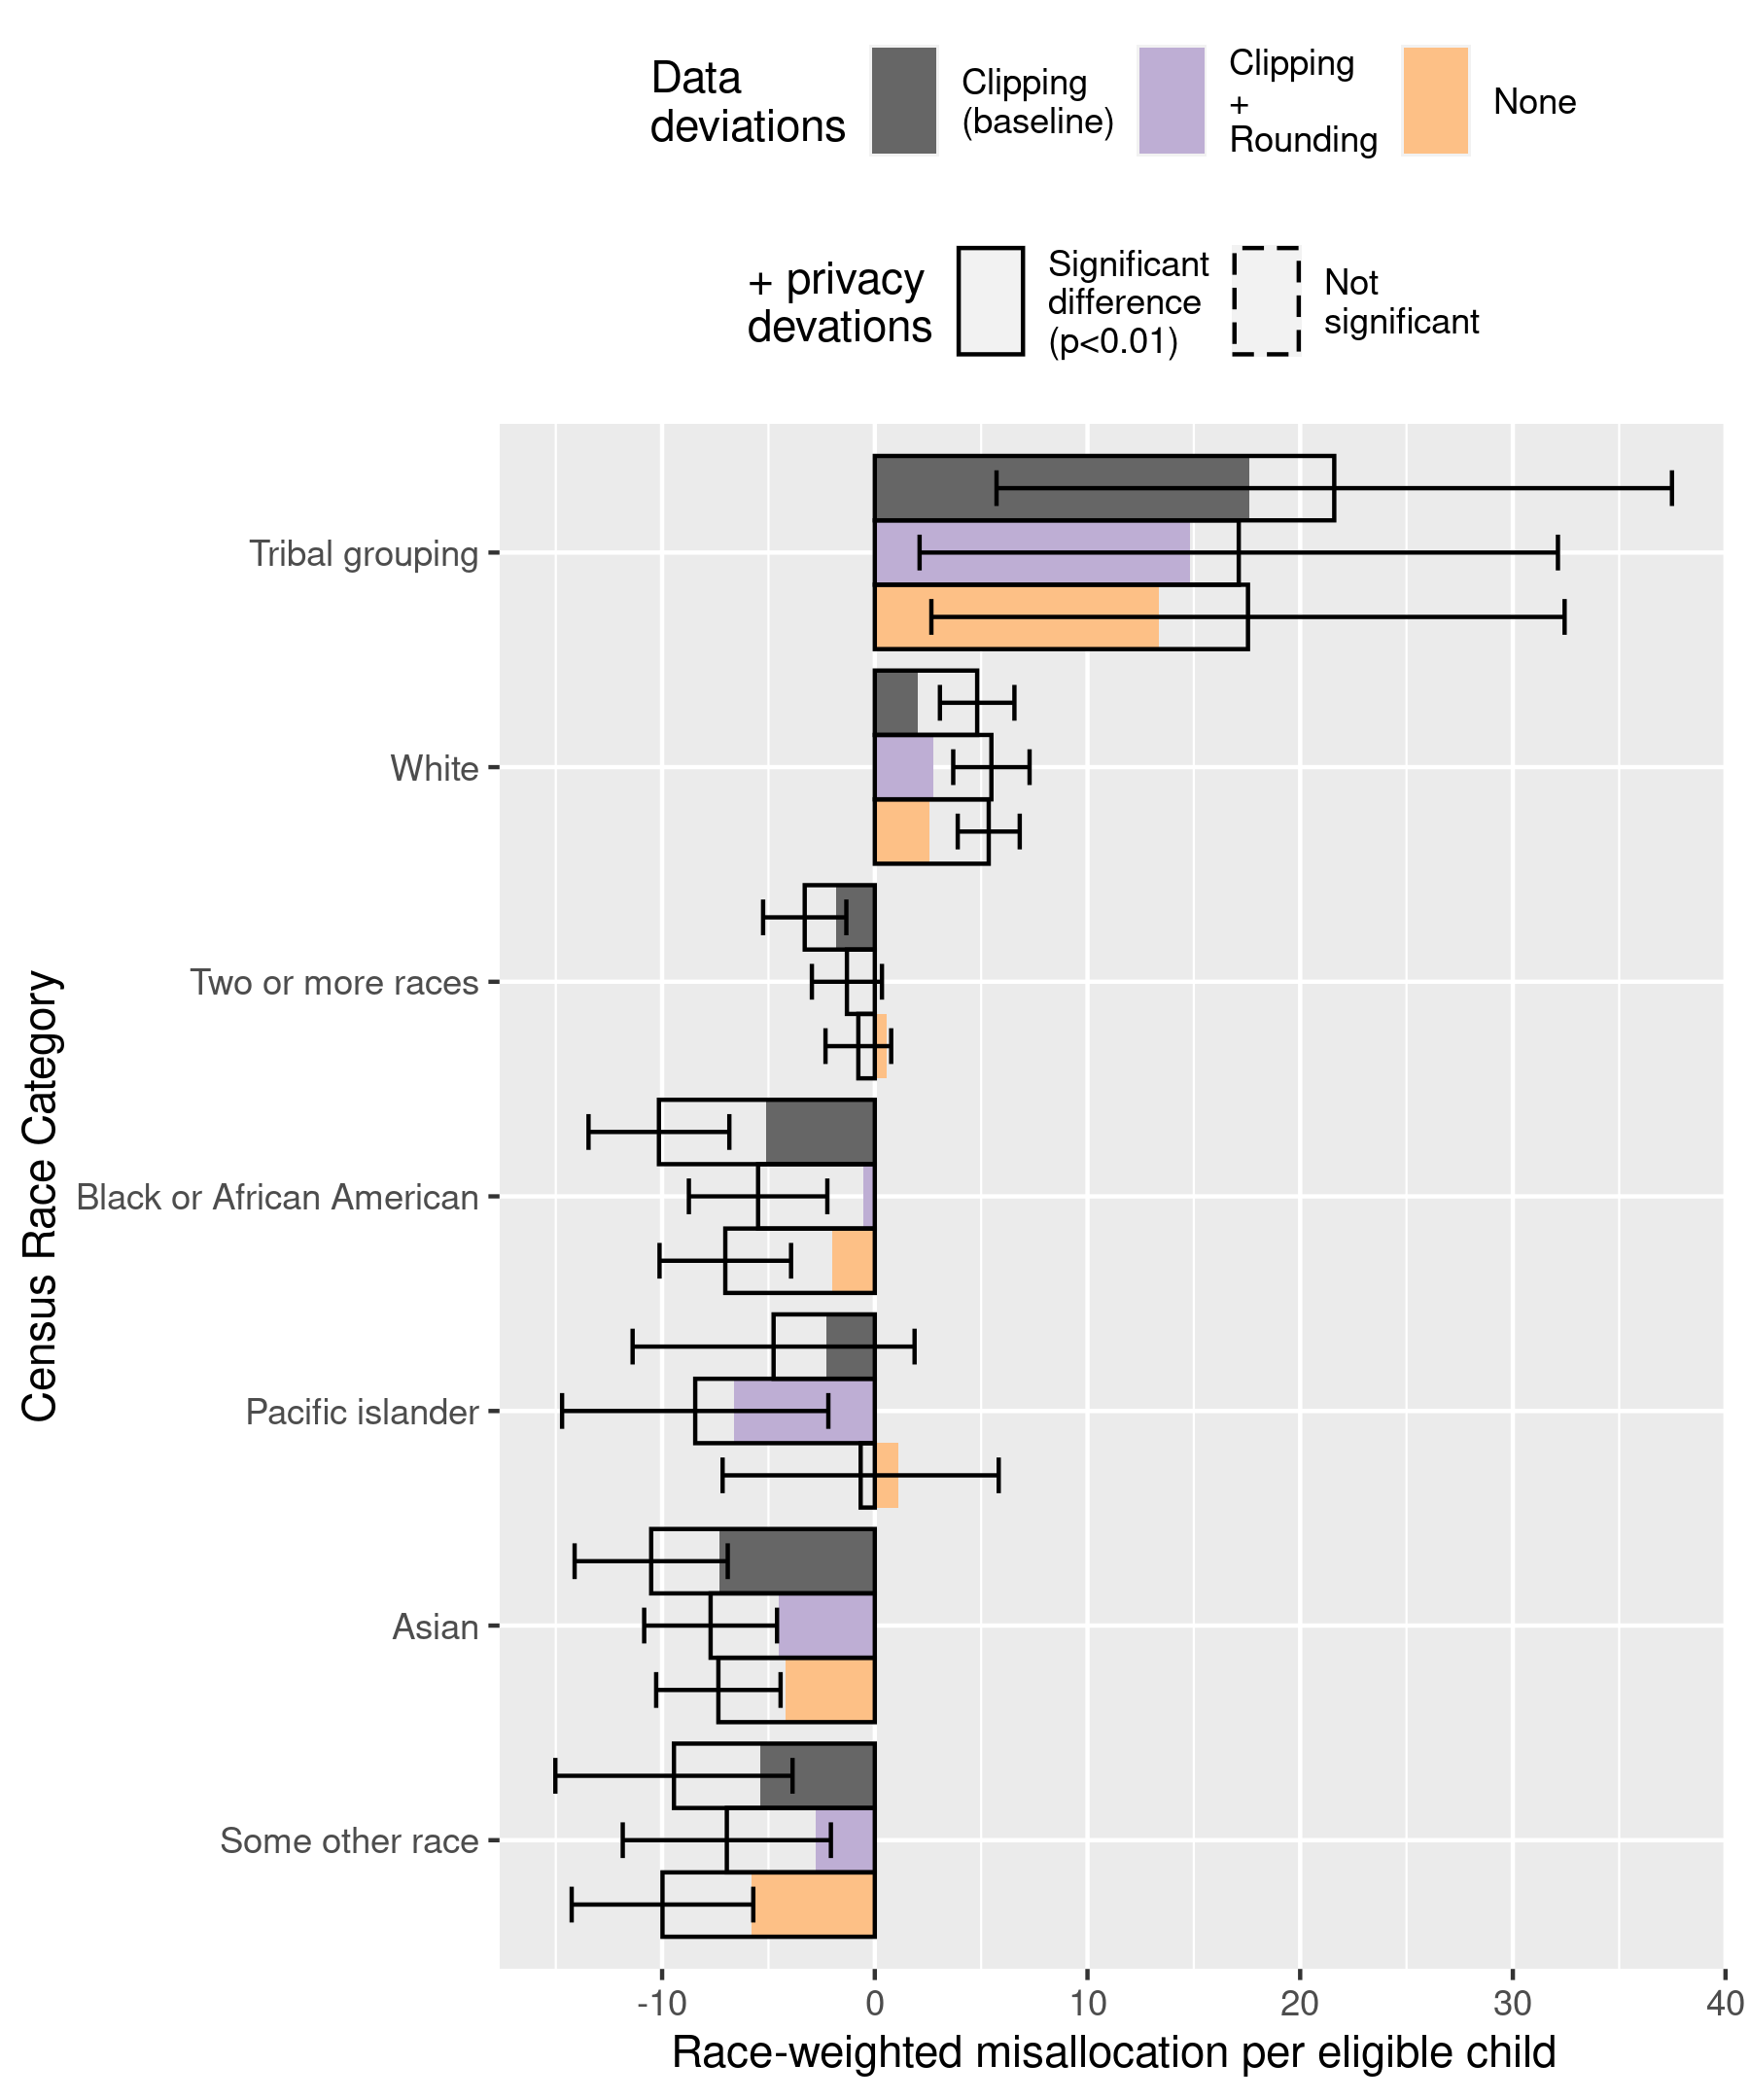 Data
deviations
Clipping
(baseline)
Clipping
+
Rounding
None
+ privacy
devations
Significant
difference
(p<0.01)
Not
significant
Census Race Category
Tribal grouping
White
Two or more races
Black or African American
Pacific islander
Asian
Some other race
-10
0
10
20
30
40
Race-weighted misallocation per eligible child